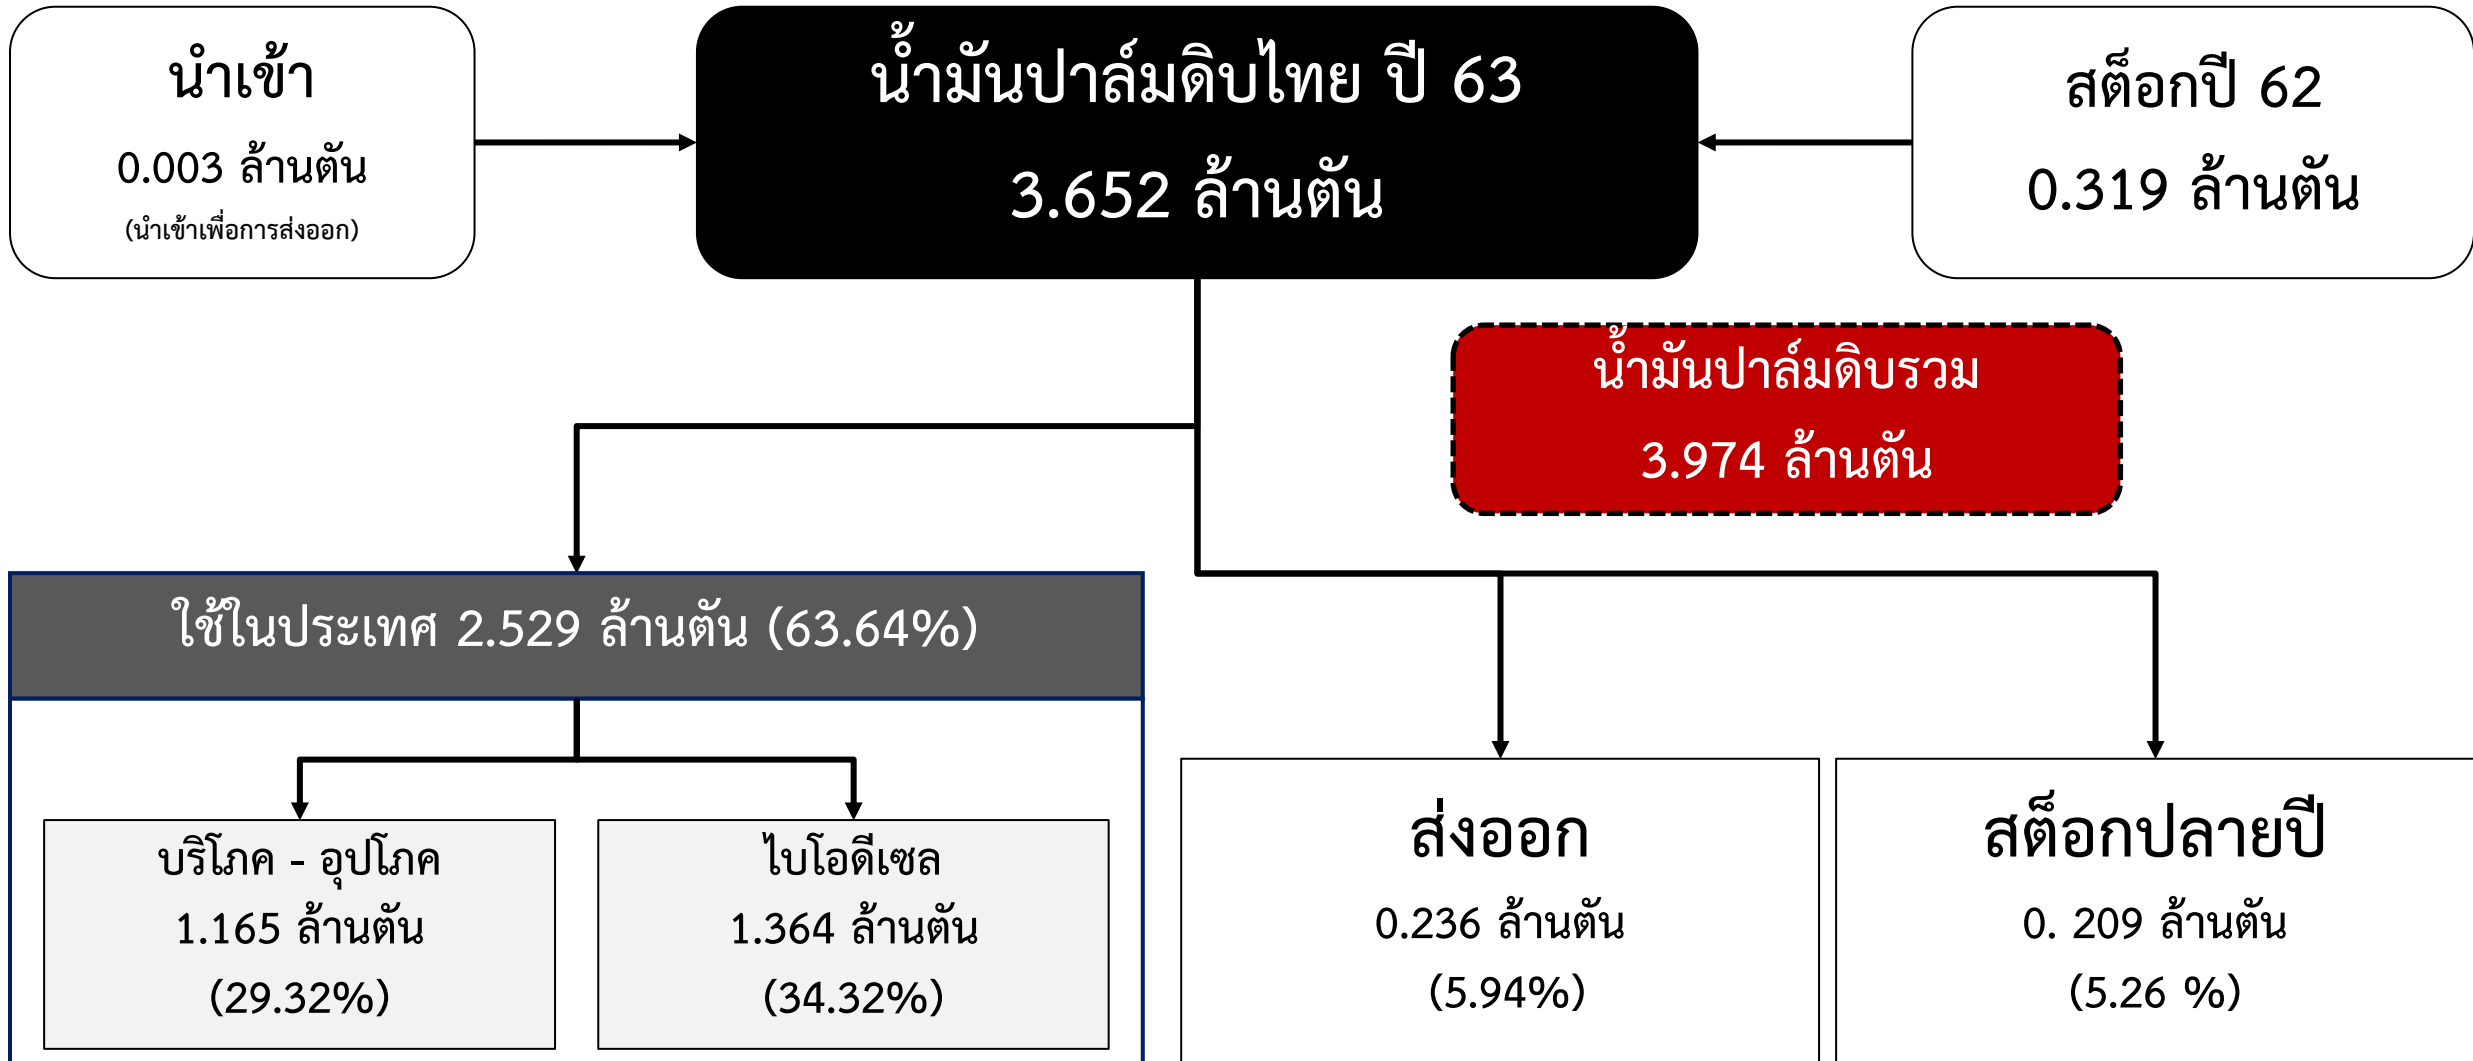 นำเข้า
0.003 ล้านตัน
(นำเข้าเพื่อการส่งออก)
น้ำมันปาล์มดิบไทย ปี 63
3.652 ล้านตัน
สต็อกปี 62
0.319 ล้านตัน
น้ำมันปาล์มดิบรวม
3.974 ล้านตัน
ใช้ในประเทศ 2.529 ล้านตัน (63.64%)
บริโภค - อุปโภค
1.165 ล้านตัน
(29.32%)
ไบโอดีเซล
1.364 ล้านตัน
(34.32%)
ส่งออก
0.236 ล้านตัน
(5.94%)
สต็อกปลายปี
0. 209 ล้านตัน
(5.26 %)